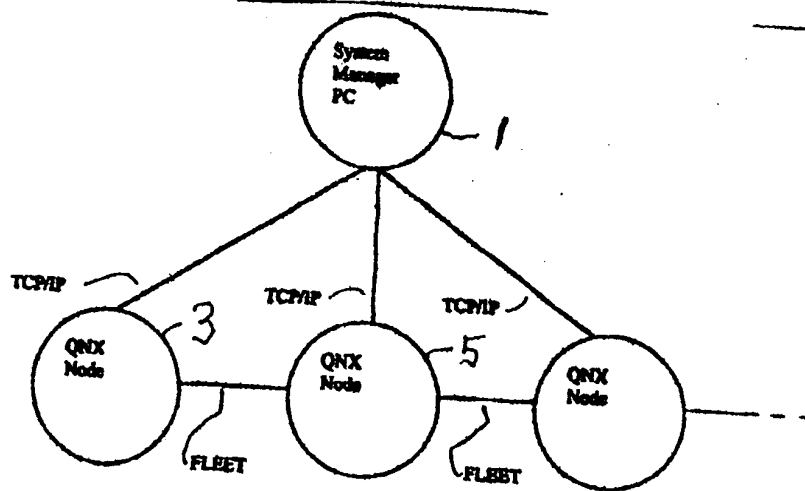 System
Manager
PC
1
TCP/IP
TCP/IP
TCP/IP
3
5
QNX
Node
QNX
Node
QNX
Node
FLEET
FLEET